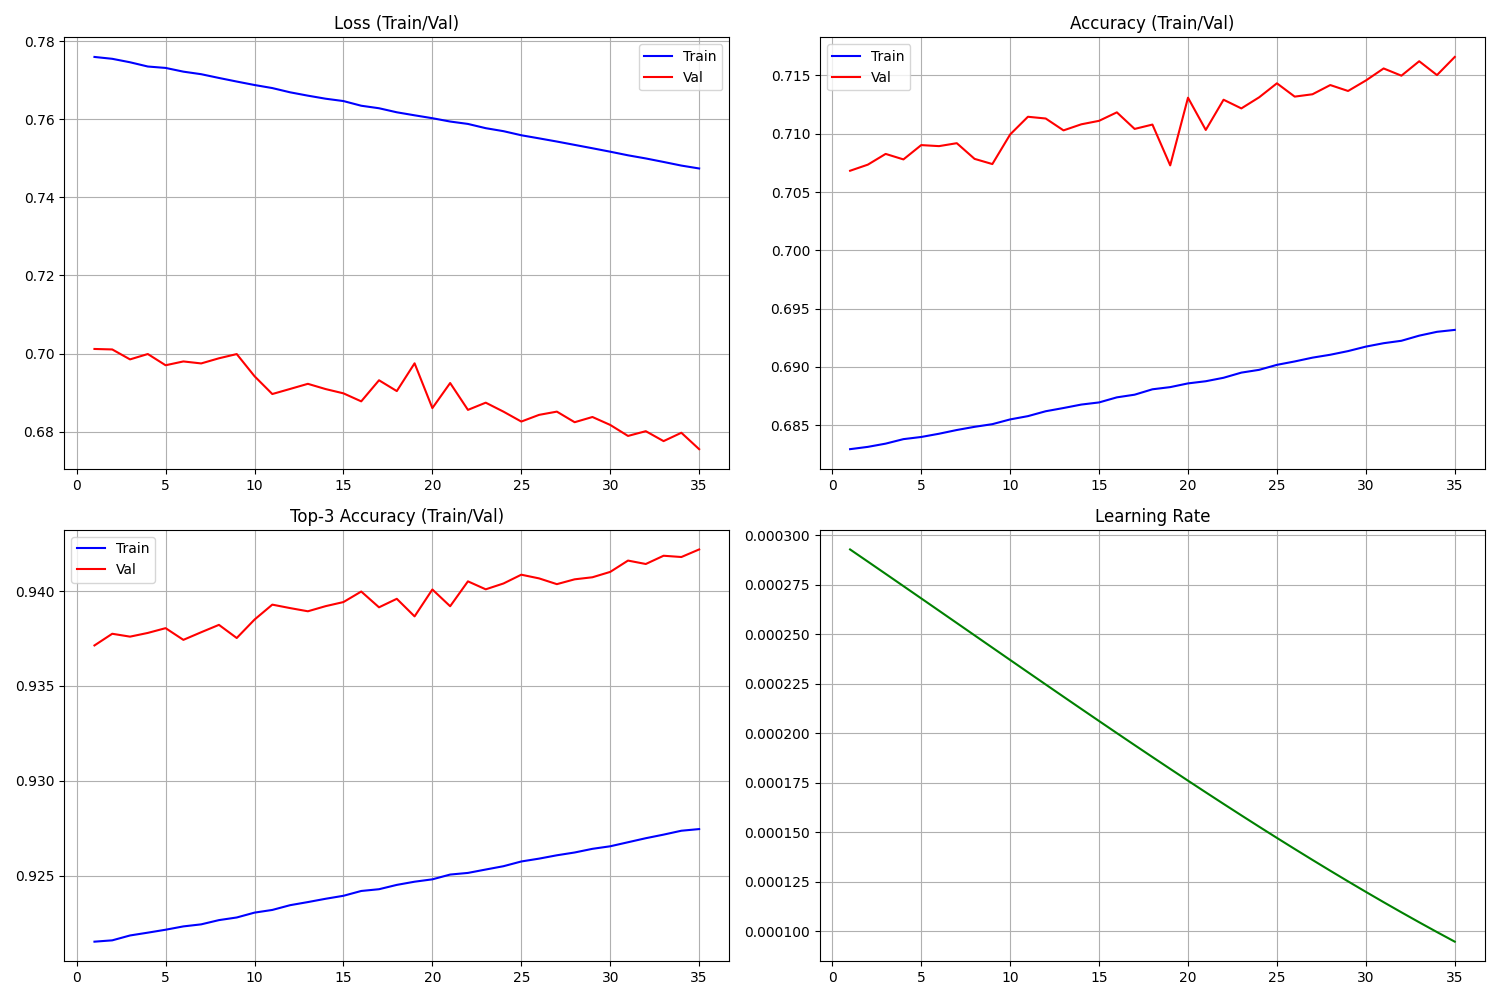 Loss (Train/Val)
0.78
0.76
0.74
0.72
0.70
0.68
Train
Val
0 5 10 15 20 25 30 35
Accuracy (Train/Val)
0.715
0.710
0.705
0.700
0.695
0.690
0.685
Train
Val
0 5 10 15 20 25 30 35
Top-3 Accuracy (Train/Val)
0.940
0.935
0.930
0.925
Train
Val
0 5 10 15 20 25 30 35
Learning Rate
0.000300
0.000275
0.000250
0.000225
0.000200
0.000175
0.000150
0.000125
0.000100
0 5 10 15 20 25 30 35